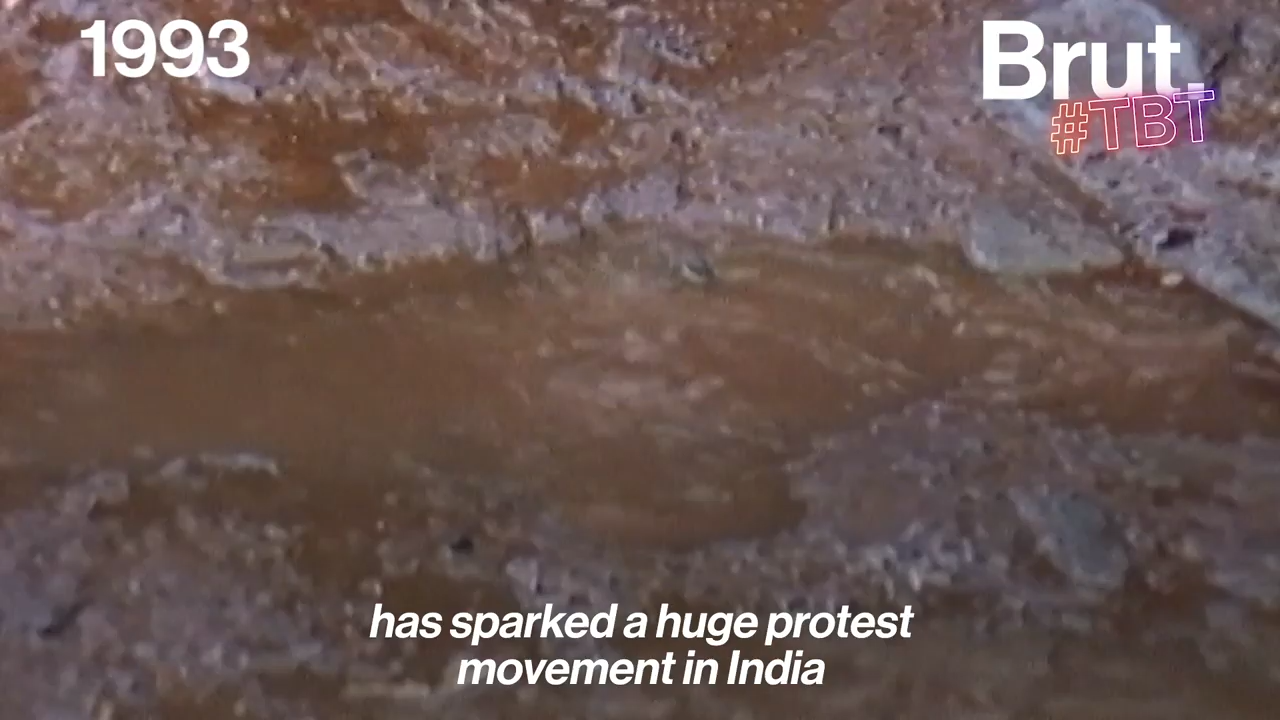 1993
Brut.
#TBT
has sparked a huge protest
movement in India